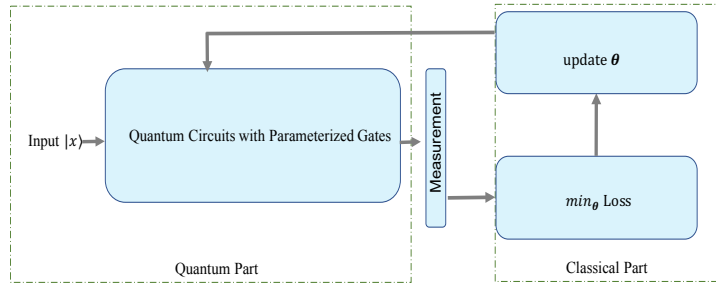 update θ
Input |x⟩
Quantum Circuits with Parameterized Gates
Measurement
min_θ Loss
Quantum Part
Classical Part